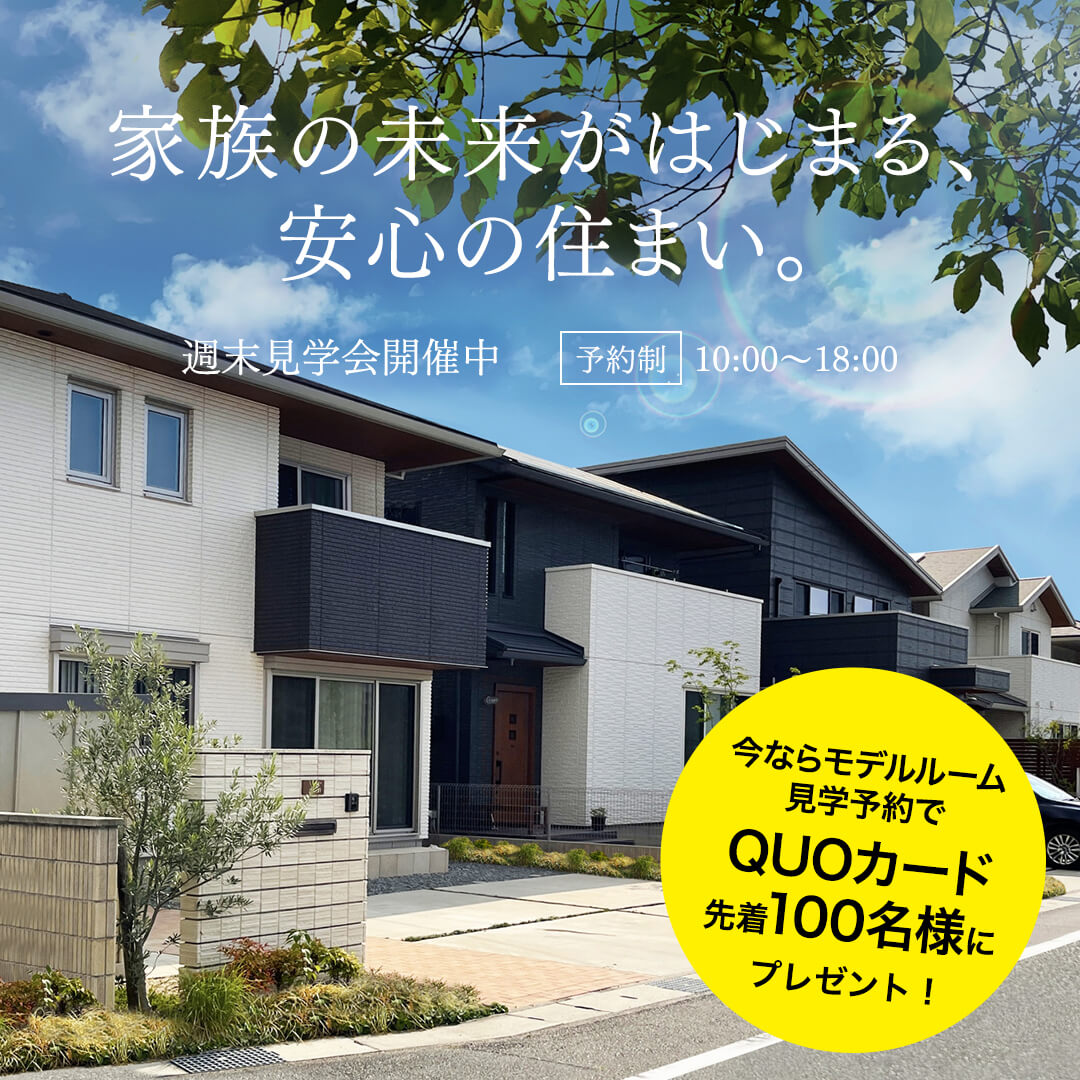 家族の未来がはじまる、
安心の住まい。
週末見学会開催中 予約制 10:00〜18:00
今ならモデルルーム
見学予約で
QUOカード
先着100名様に
プレゼント！